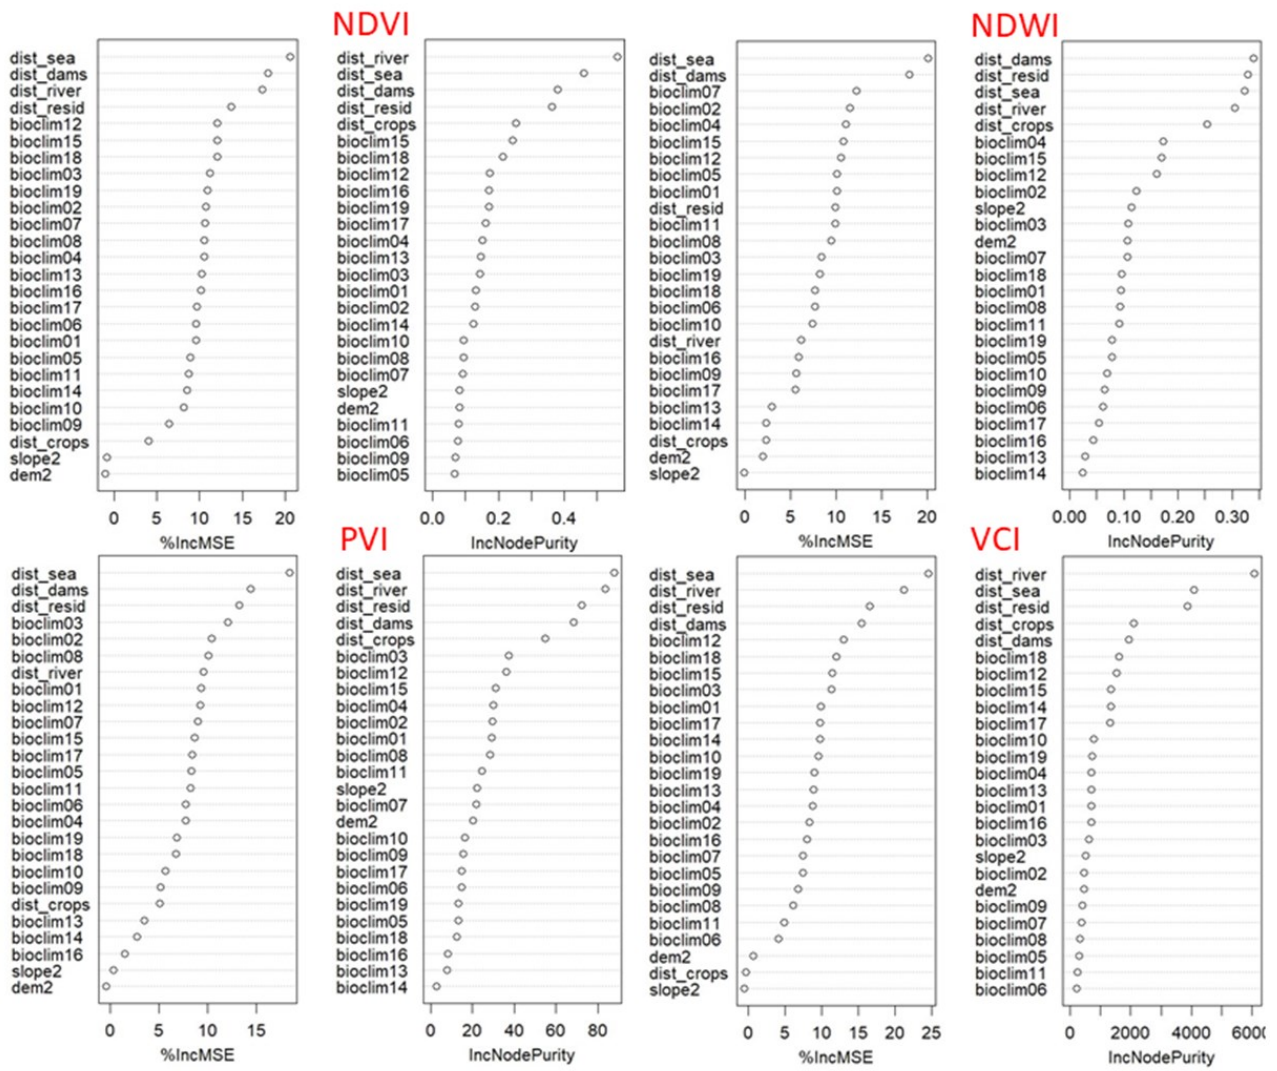 NDVI
NDWI
dist_sea
dist_dams
dist_river
dist_resid
bioclim12
bioclim15
bioclim18
bioclim03
bioclim19
bioclim02
bioclim07
bioclim08
bioclim04
bioclim13
bioclim16
bioclim17
bioclim06
bioclim01
bioclim05
bioclim11
bioclim14
bioclim10
bioclim09
dist_crops
slope2
dem2
0 5 10 15 20
%IncMSE
dist_river
dist_sea
dist_dams
dist_resid
dist_crops
bioclim15
bioclim18
bioclim12
bioclim16
bioclim19
bioclim17
bioclim04
bioclim13
bioclim03
bioclim01
bioclim02
bioclim14
bioclim10
bioclim08
bioclim07
slope2
dem2
bioclim11
bioclim06
bioclim09
bioclim05
0.0 0.2 0.4
IncNodePurity
dist_sea
dist_dams
bioclim07
bioclim02
bioclim04
bioclim15
bioclim12
bioclim05
bioclim01
dist_resid
bioclim11
bioclim08
bioclim03
bioclim19
bioclim18
bioclim06
bioclim10
dist_river
bioclim16
bioclim09
bioclim17
bioclim13
bioclim14
dist_crops
dem2
slope2
0 5 10 15 20
%IncMSE
dist_dams
dist_resid
dist_sea
dist_river
dist_crops
bioclim04
bioclim15
bioclim12
bioclim02
slope2
bioclim03
dem2
bioclim07
bioclim18
bioclim01
bioclim08
bioclim11
bioclim19
bioclim05
bioclim10
bioclim09
bioclim06
bioclim17
bioclim16
bioclim13
bioclim14
0.00 0.10 0.20 0.30
IncNodePurity
PVI
VCI
dist_sea
dist_dams
dist_resid
bioclim03
bioclim02
bioclim08
dist_river
bioclim01
bioclim12
bioclim07
bioclim15
bioclim17
bioclim05
bioclim11
bioclim06
bioclim04
bioclim19
bioclim18
bioclim10
bioclim09
dist_crops
bioclim13
bioclim14
bioclim16
slope2
dem2
0 5 10 15
%IncMSE
dist_sea
dist_river
dist_resid
dist_dams
dist_crops
bioclim03
bioclim12
bioclim15
bioclim04
bioclim02
bioclim01
bioclim08
bioclim11
slope2
bioclim07
dem2
bioclim10
bioclim09
bioclim17
bioclim06
bioclim19
bioclim05
bioclim18
bioclim16
bioclim13
bioclim14
0 20 40 60 80
IncNodePurity
dist_sea
dist_river
dist_resid
dist_dams
bioclim12
bioclim18
bioclim15
bioclim03
bioclim01
bioclim17
bioclim14
bioclim10
bioclim19
bioclim13
bioclim04
bioclim02
bioclim16
bioclim07
bioclim05
bioclim09
bioclim08
bioclim11
bioclim06
dem2
dist_crops
slope2
0 5 10 15 20 25
%IncMSE
dist_river
dist_sea
dist_resid
dist_crops
dist_dams
bioclim18
bioclim12
bioclim15
bioclim14
bioclim17
bioclim10
bioclim19
bioclim04
bioclim13
bioclim01
bioclim16
bioclim03
slope2
bioclim02
dem2
bioclim09
bioclim07
bioclim08
bioclim05
bioclim11
bioclim06
0 2000 4000 600
IncNodePurity